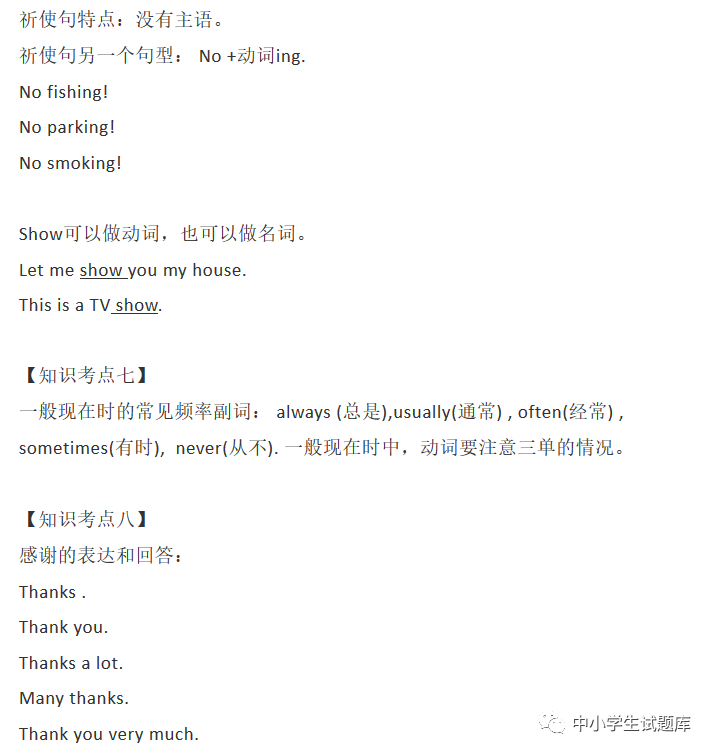 祈使句特点：没有主语。
祈使句另一个句型： No +动词ing.
No fishing!
No parking!
No smoking!
Show可以做动词，也可以做名词。
Let me show you my house.
This is a TV show.
【知识考点七】
一般现在时的常见频率副词： always (总是),usually(通常) , often(经常) ,
sometimes(有时), never(从不). 一般现在时中，动词要注意三单的情况。
【知识考点八】
感谢的表达和回答：
Thanks .
Thank you.
Thanks a lot.
Many thanks.
Thank you very much.
中小学生试题库